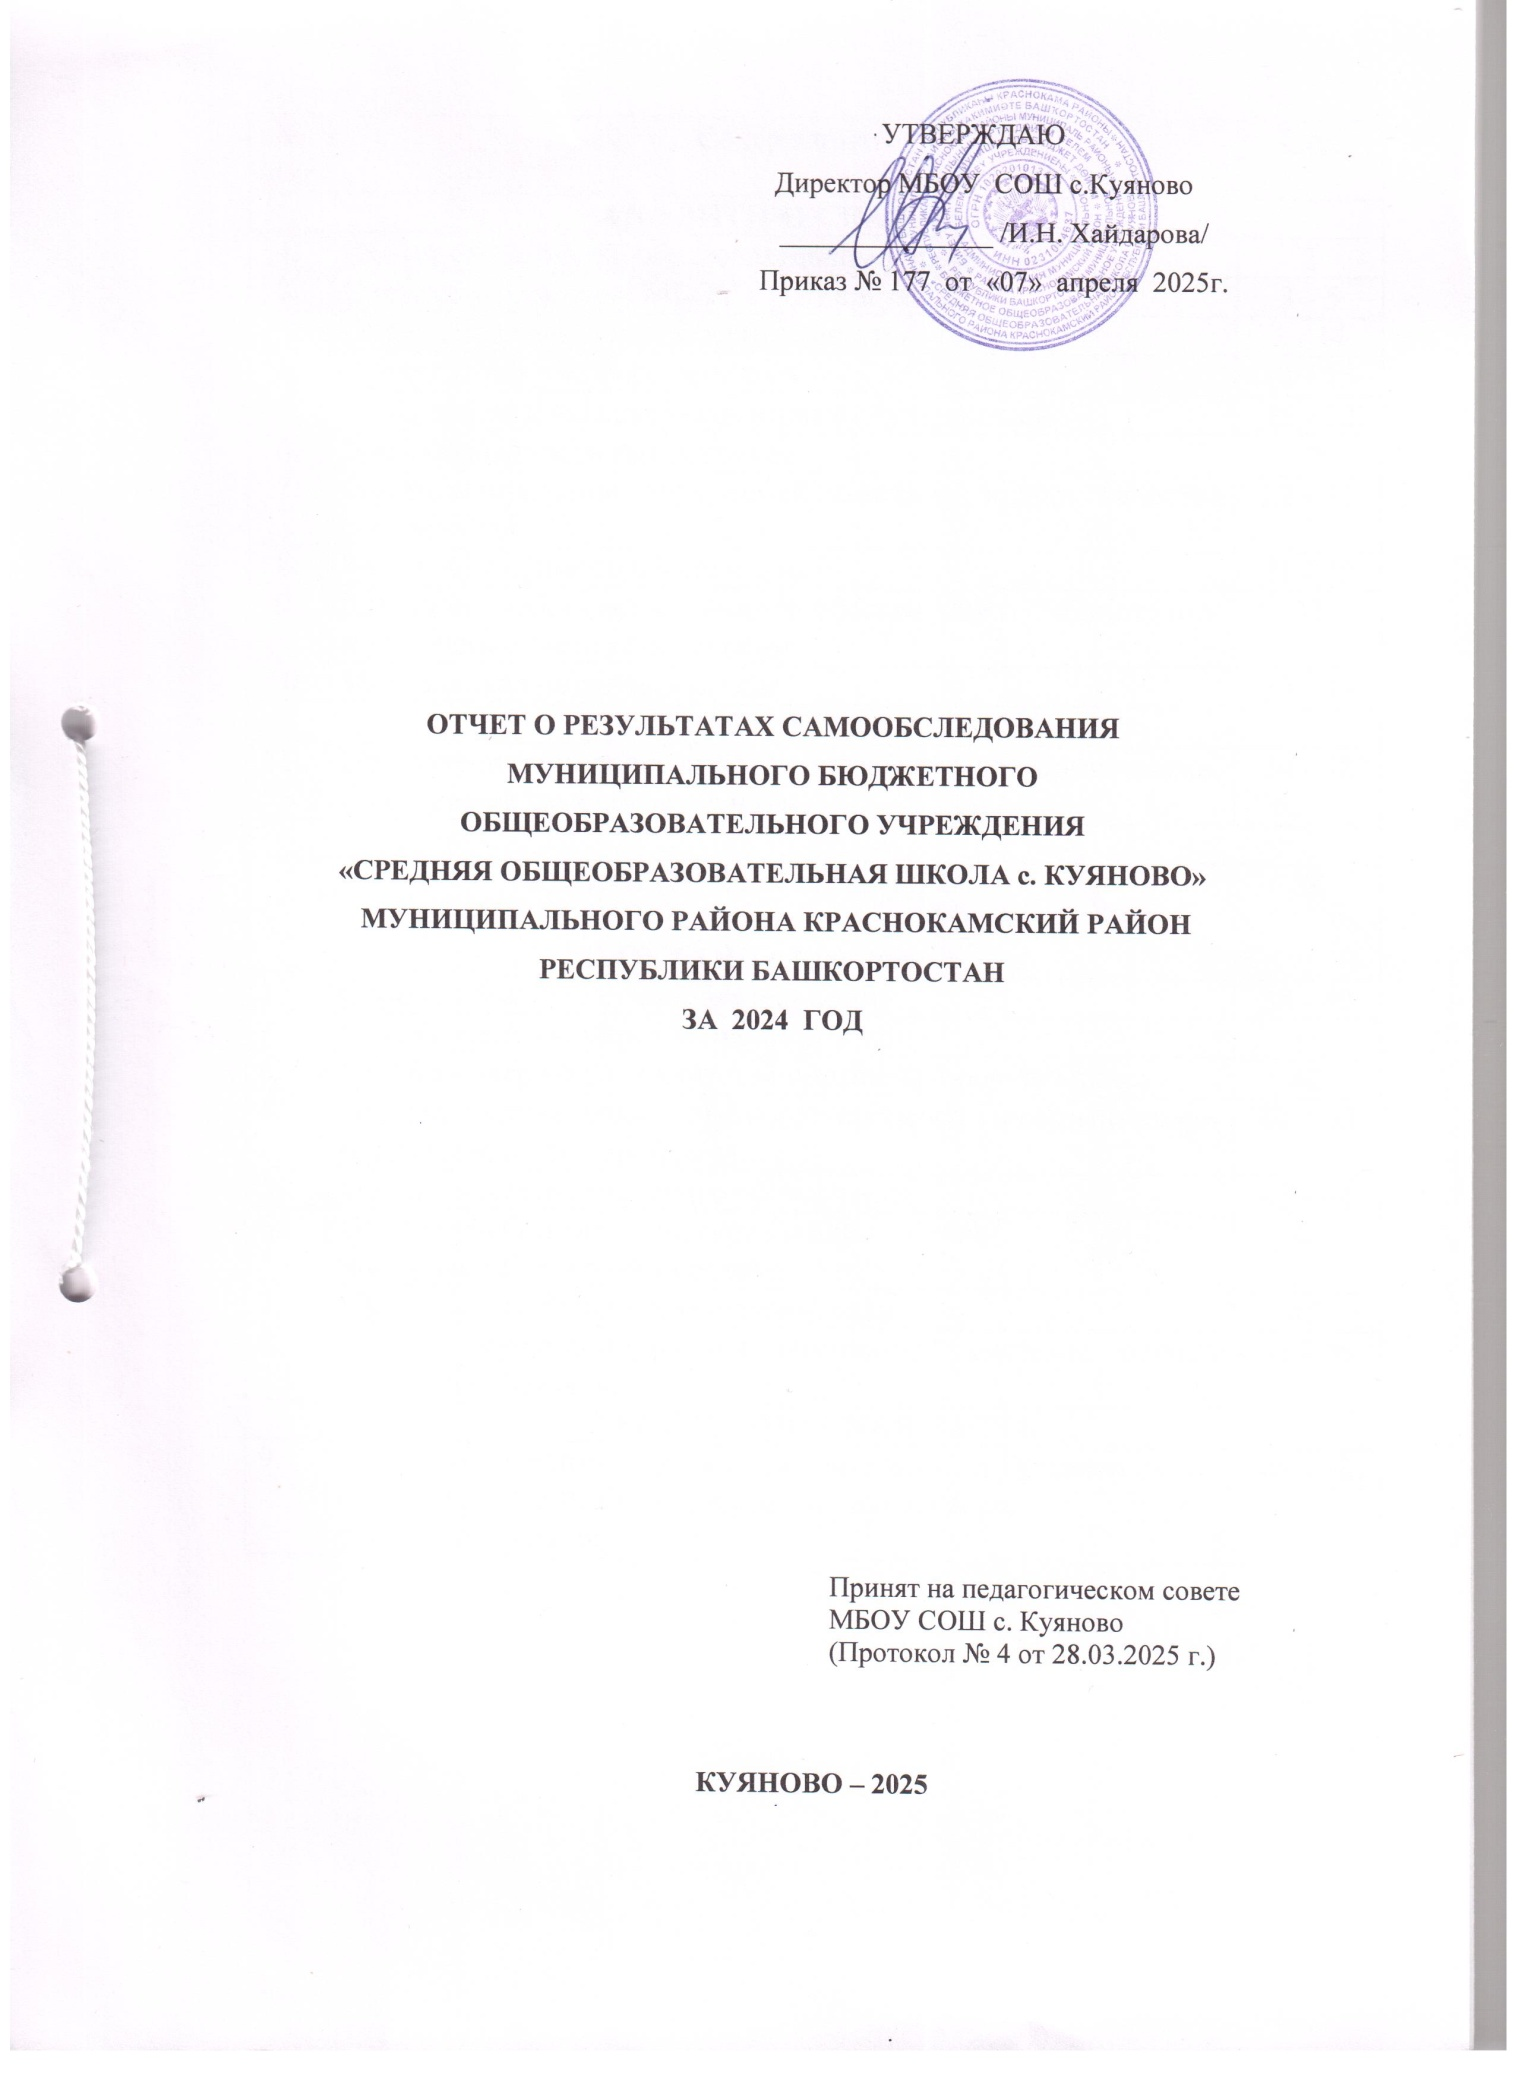 УТВЕРЖДАЮ
Директор МБОУ СОШ с.Куяново
_______________ /И.Н. Хайдарова/
Приказ № 177 от «07» апреля 2025г.
ОТЧЕТ О РЕЗУЛЬТАТАХ САМООБСЛЕДОВАНИЯ
МУНИЦИПАЛЬНОГО БЮДЖЕТНОГО
ОБЩЕОБРАЗОВАТЕЛЬНОГО УЧРЕЖДЕНИЯ
«СРЕДНЯЯ ОБЩЕОБРАЗОВАТЕЛЬНАЯ ШКОЛА с. КУЯНОВО»
МУНИЦИПАЛЬНОГО РАЙОНА КРАСНОКАМСКИЙ РАЙОН
РЕСПУБЛИКИ БАШКОРТОСТАН
ЗА 2024 ГОД
Принят на педагогическом совете
МБОУ СОШ с. Куяново
(Протокол № 4 от 28.03.2025 г.)
КУЯНОВО – 2025